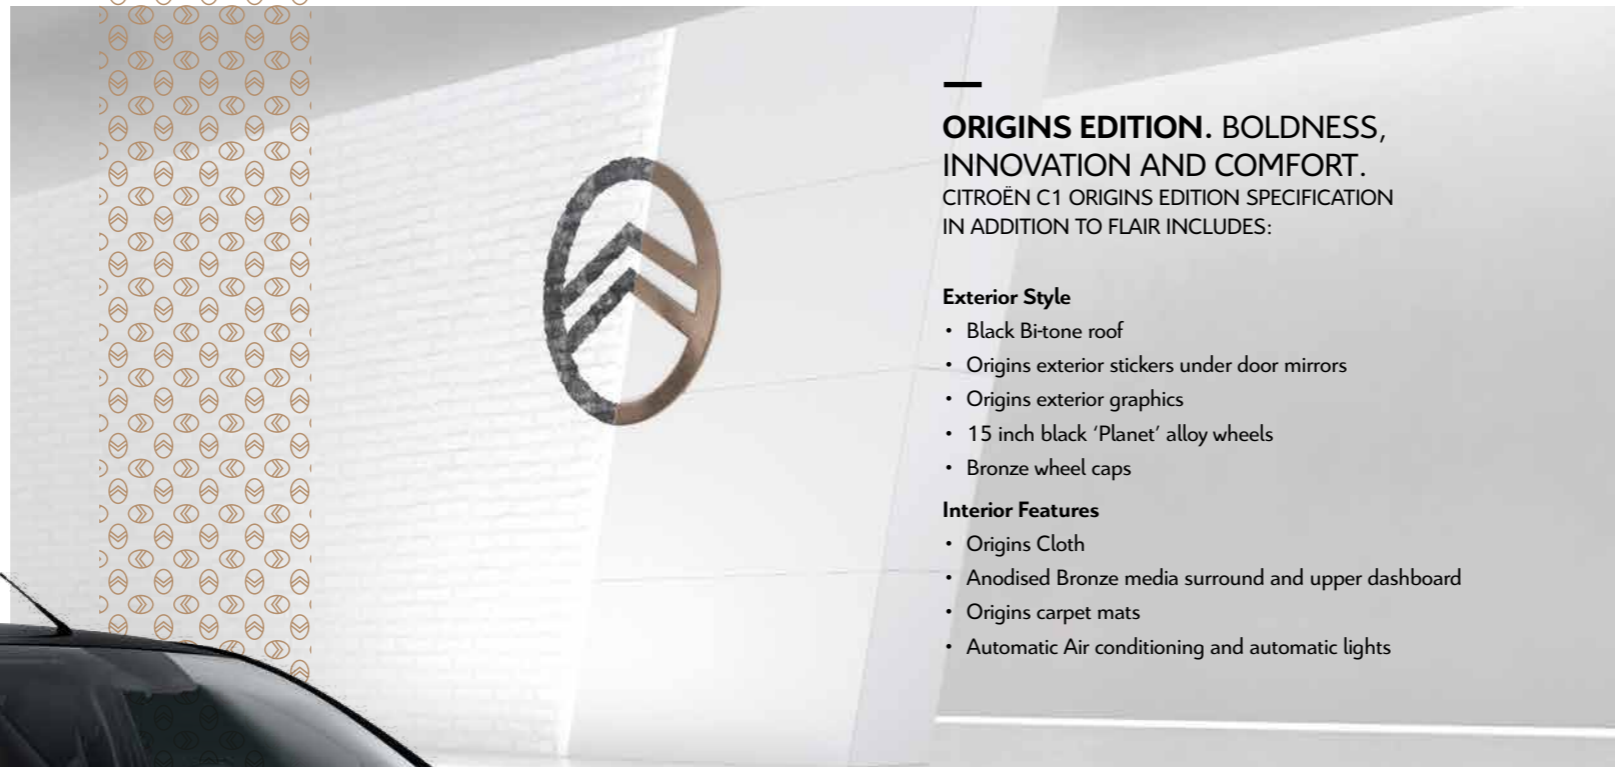 ORIGINS EDITION. BOLDNESS,
INNOVATION AND COMFORT.
CITROËN C1 ORIGINS EDITION SPECIFICATION
IN ADDITION TO FLAIR INCLUDES:
Exterior Style
• Black Bi-tone roof
• Origins exterior stickers under door mirrors
• Origins exterior graphics
• 15 inch black ‘Planet’ alloy wheels
• Bronze wheel caps
Interior Features
• Origins Cloth
• Anodised Bronze media surround and upper dashboard
• Origins carpet mats
• Automatic Air conditioning and automatic lights